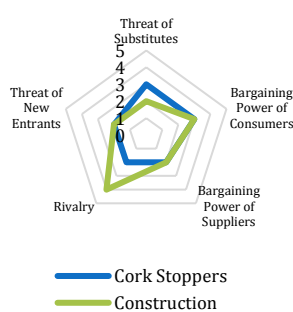 Threat of
Substitutes
5
4
3
2
1
0
Threat of
New
Entrants
Bargaining
Power of
Consumers
Rivalry
Bargaining
Power of
Suppliers
Cork Stoppers
Construction